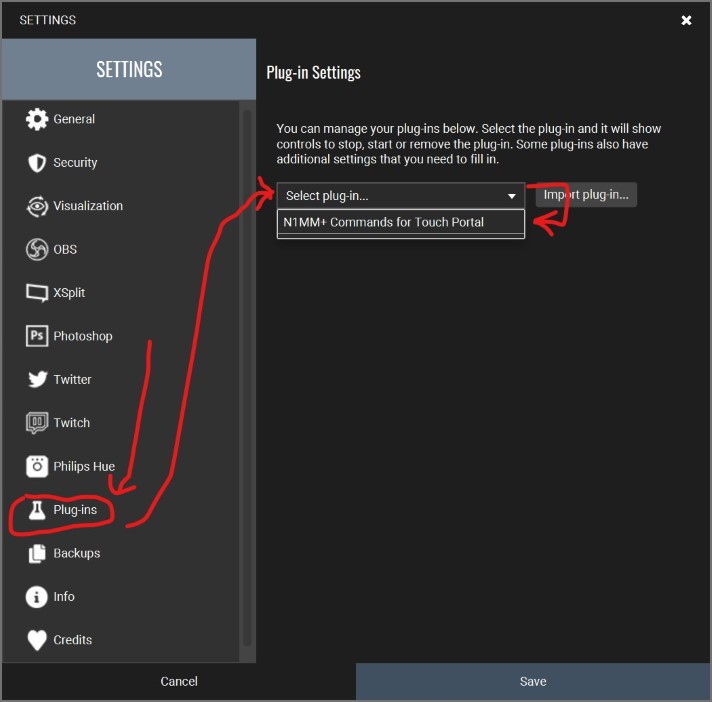 SETTINGS
SETTINGS
General
Security
Visualization
OBS
XSplit
Ps Photoshop
Twitter
Twitch
Philips Hue
Plug-ins
Backups
Info
Credits
Plug-in Settings
You can manage your plug-ins below. Select the plug-in and it will show
controls to stop, start or remove the plug-in. Some plug-ins also have
additional settings that you need to fill in.
Select plug-in...
Import plug-in...
N1MM+ Commands for Touch Portal
Cancel
Save